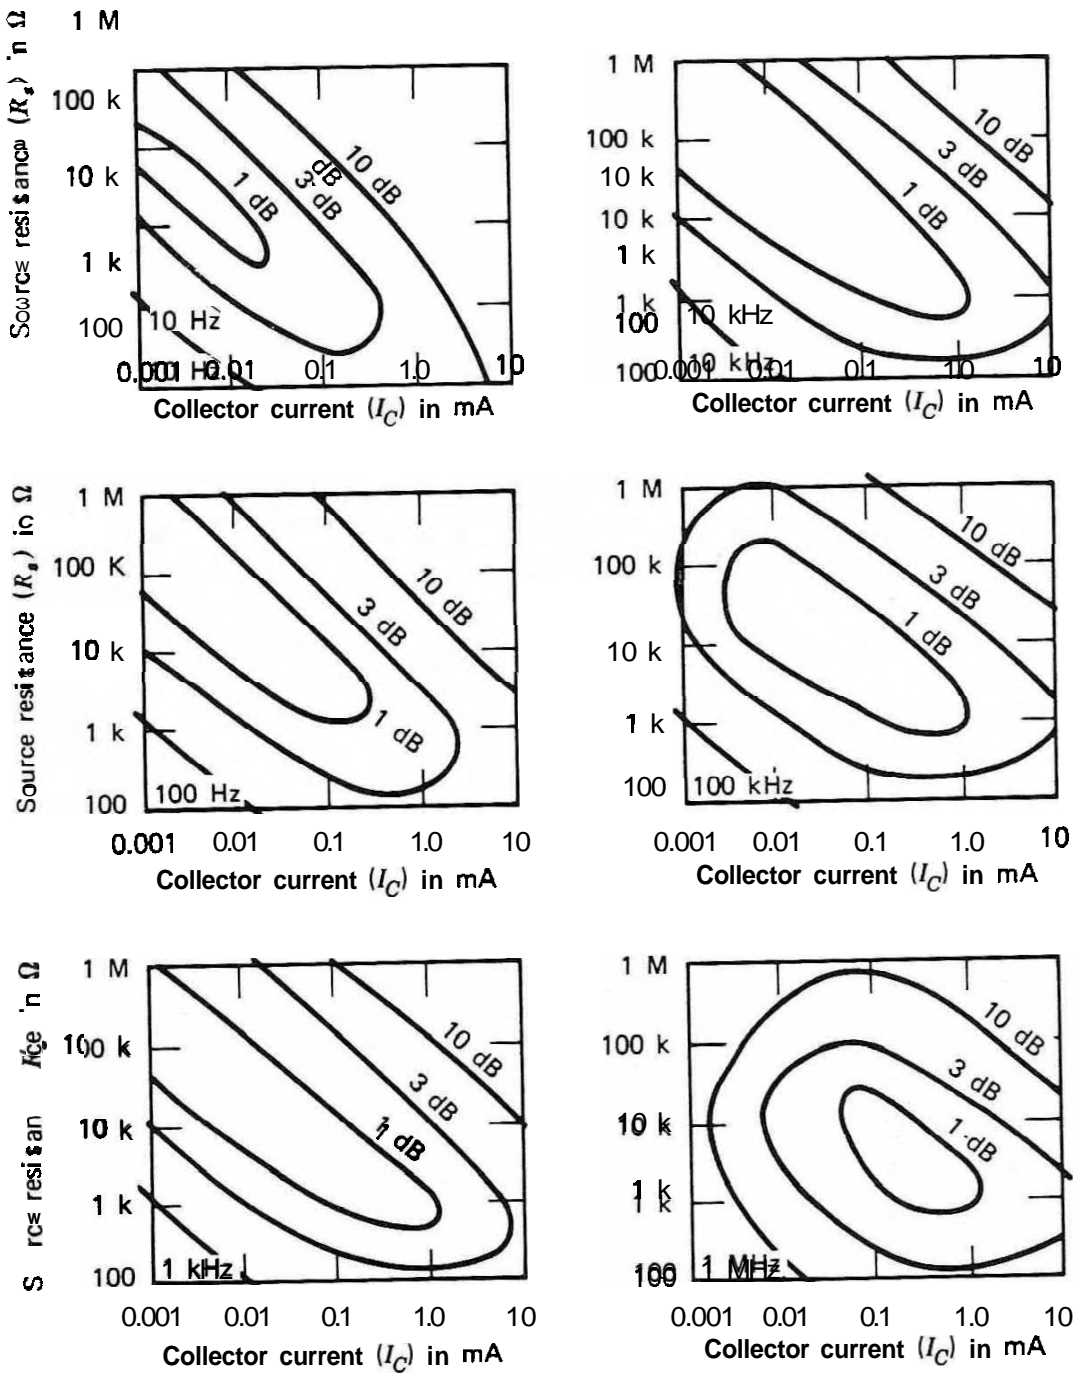 1 M
100 k
10 k
1 k
100
1 dB
3 dB
dB
10 dB
10 Hz
0.001 0.01 0.1 1.0 10
Collector current (I_C) in mA
1 M
100 k
10 k
10 k
1 k
1 k
100
100
10 dB
3 dB
1 dB
10 kHz
10 kHz
0.001 0.01 0.1 1.0 10
Collector current (I_C) in mA
Source resistance (R_s) in Ω
1 M
100 K
10 k
1 k
100
10 dB
3 dB
1 dB
100 Hz
0.001 0.01 0.1 1.0 10
Collector current (I_C) in mA
1 M
100 k
10 k
1 k
100
10 dB
3 dB
1 dB
100 kHz
0.001 0.01 0.1 1.0 10
Collector current (I_C) in mA
1 M
100 k
10 k
1 k
100
10 dB
3 dB
1 dB
1 kHz
0.001 0.01 0.1 1.0 10
Collector current (I_C) in mA
1 M
100 k
10 k
1 k
1 k
100
10 dB
3 dB
1 dB
1 MHz
0.001 0.01 0.1 1.0 10
Collector current (I_C) in mA